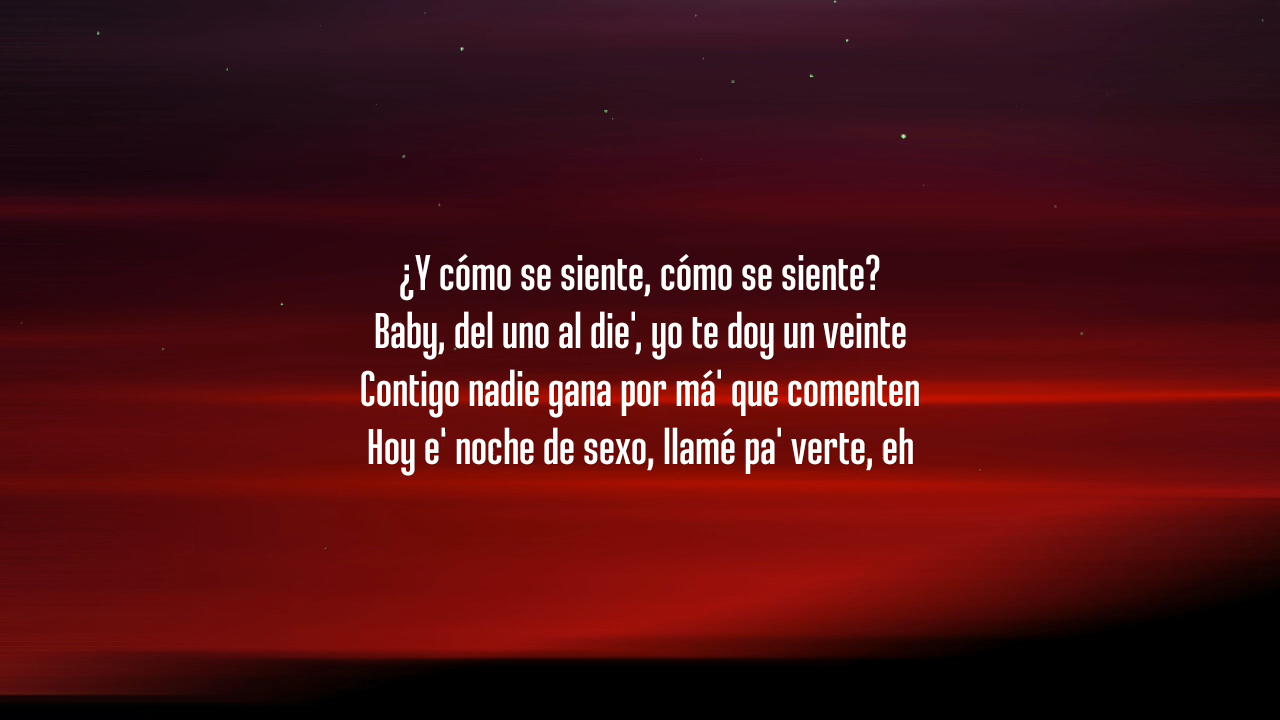 ¿Y cómo se siente, cómo se siente?
Baby, del uno al die', yo te doy un veinte
Contigo nadie gana por má' que comenten
Hoy e' noche de sexo, llamé pa' verte, eh